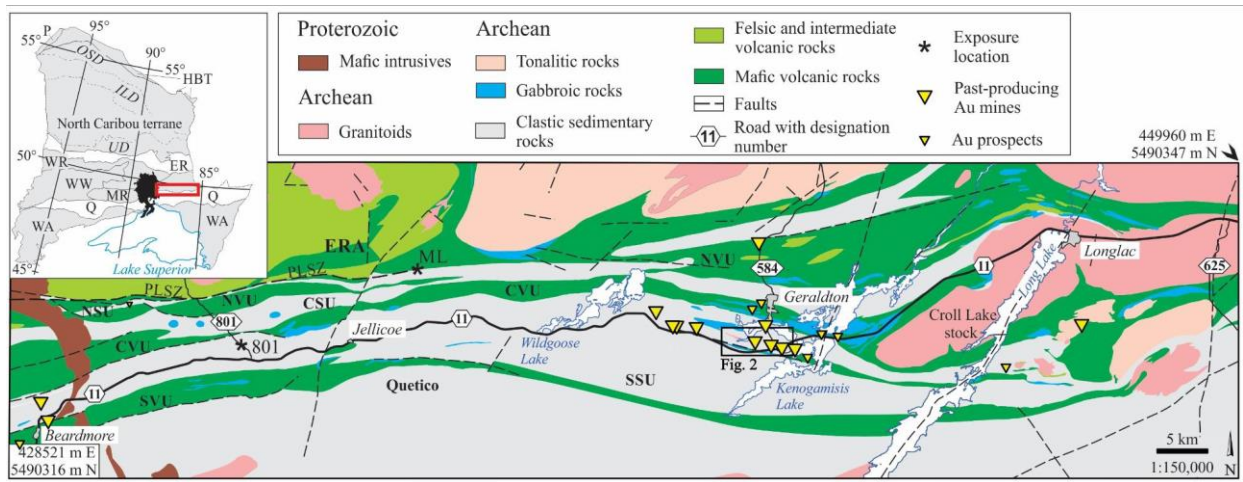 P
95°
55°
OSD
90°
55°
HBT
ILD
North Caribou terrane
50°
UD
WR
ER
85°
WW
MR
Q
Q
WA
WA
45°
Lake Superior
Proterozoic
Mafic intrusives
Archean
Granitoids
Archean
Tonalitic rocks
Gabbroic rocks
Clastic sedimentary
rocks
Felsic and intermediate
volcanic rocks
Mafic volcanic rocks
Faults
11
Road with designation
number
Exposure
location
Past-producing
Au mines
Au prospects
449960 m E
5490347 m N
ERA
ML
PLSZ
PLSZ
NVU
NSU
NVU
CSU
CVU
584
Longlac
625
11
Long Lake
Geraldton
801
Jellicoe
11
801
CVU
Wildgoose
Lake
Croll Lake
stock
Fig. 2
SSU
Quetico
Kenogamisis
Lake
11
SVU
Beardmore
428521 m E
5490316 m N
5 km
1:150,000
N